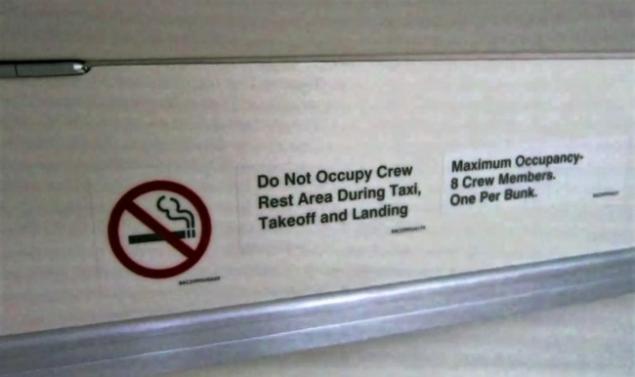 Do Not Occupy Crew
Rest Area During Taxi,
Takeoff and Landing
Maximum Occupancy-
8 Crew Members.
One Per Bunk.